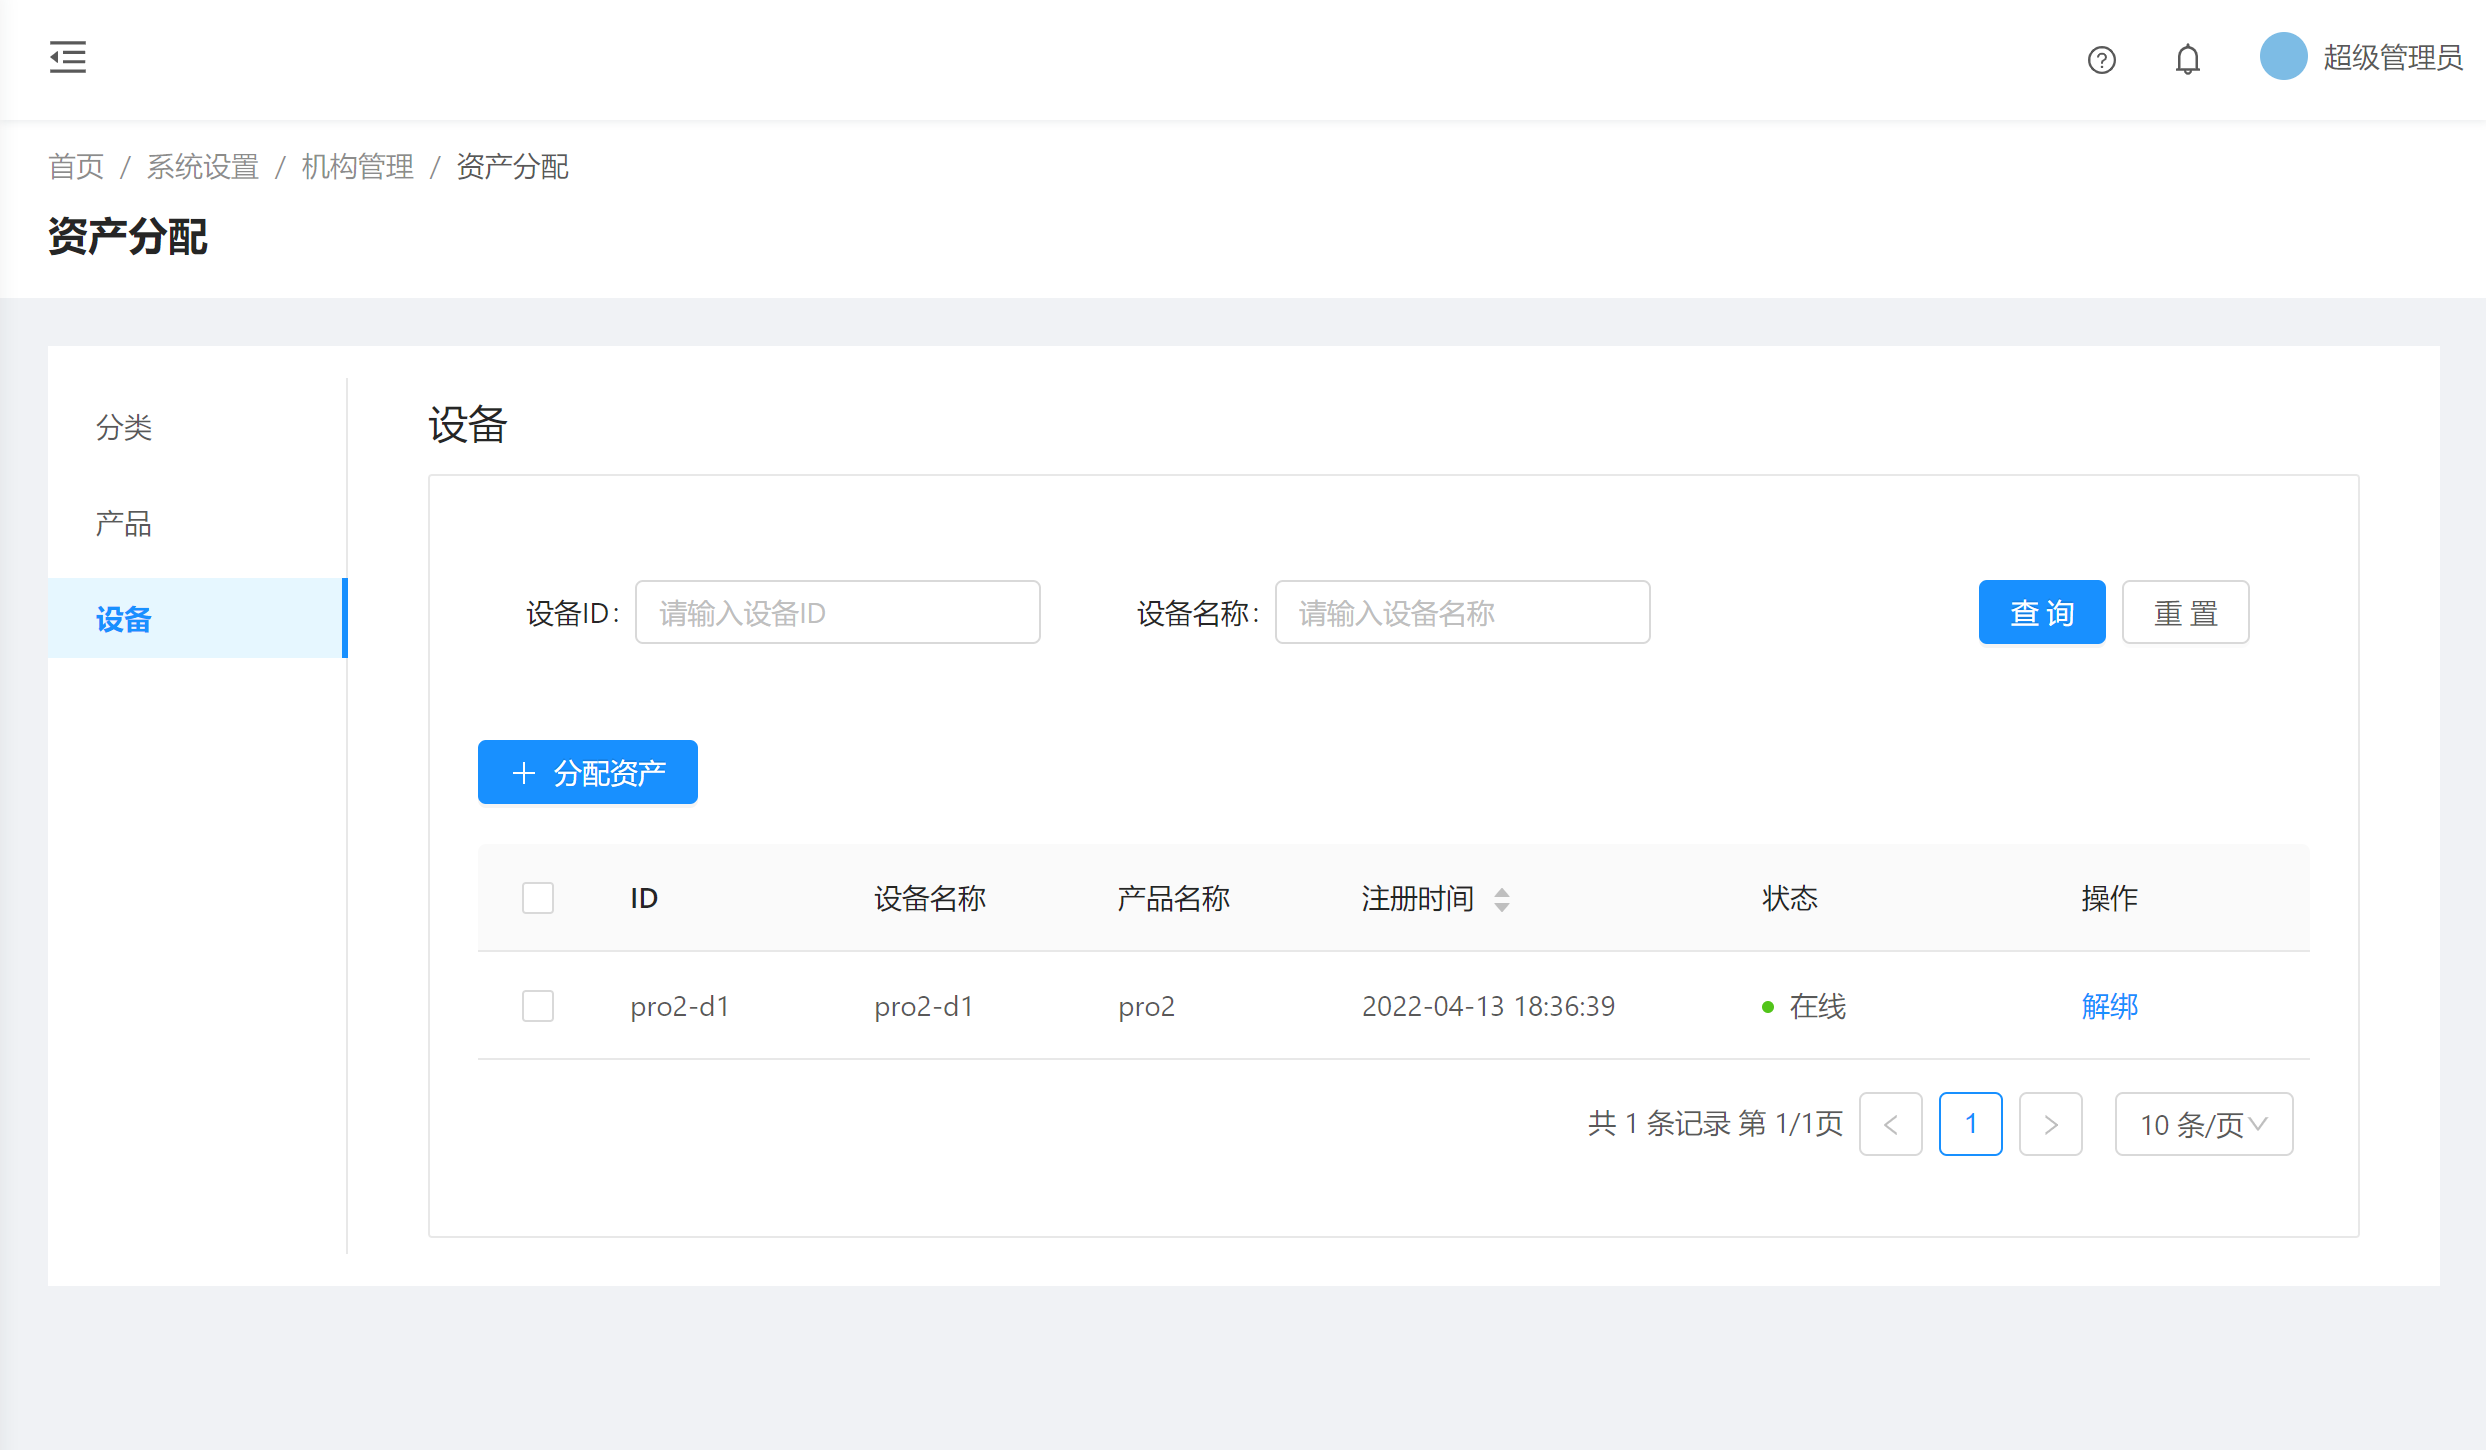 超级管理员
首页 / 系统设置 / 机构管理 / 资产分配
资产分配
分类
产品
设备
设备
设备ID: 请输入设备ID 设备名称: 请输入设备名称 查 询 重 置
分配资产
ID 设备名称 产品名称 注册时间 状态 操作
pro2-d1 pro2-d1 pro2 2022-04-13 18:36:39 在线 解绑
共 1 条记录 第 1/1页 < 1 > 10 条/页